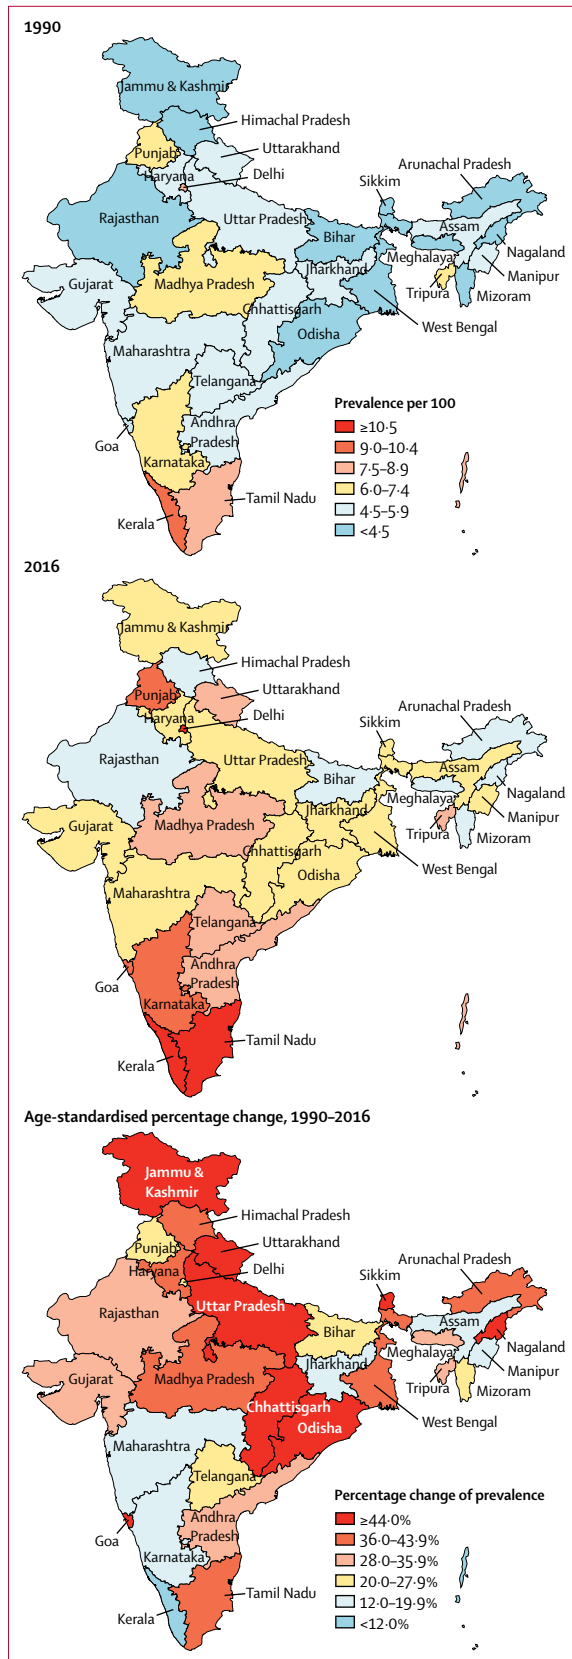 1990
Jammu & Kashmir
Himachal Pradesh
Punjab
Uttarakhand
Haryana
Delhi
Arunachal Pradesh
Sikkim
Rajasthan
Uttar Pradesh
Assam
Bihar
Nagaland
Meghalaya
Jharkhand
Manipur
Gujarat
Madhya Pradesh
Tripura
Mizoram
Chhattisgarh
West Bengal
Odisha
Maharashtra
Telangana
Prevalence per 100
≥10·5
9·0–10·4
7·5–8·9
6·0–7·4
4·5–5·9
<4·5
Andhra
Pradesh
Goa
Karnataka
Tamil Nadu
Kerala
2016
Jammu & Kashmir
Himachal Pradesh
Punjab
Uttarakhand
Haryana
Delhi
Arunachal Pradesh
Sikkim
Rajasthan
Uttar Pradesh
Assam
Bihar
Nagaland
Meghalaya
Jharkhand
Manipur
Gujarat
Madhya Pradesh
Tripura
Mizoram
Chhattisgarh
West Bengal
Odisha
Maharashtra
Telangana
Andhra
Pradesh
Goa
Karnataka
Tamil Nadu
Kerala
Age-standardised percentage change, 1990–2016
Jammu &
Kashmir
Himachal Pradesh
Punjab
Uttarakhand
Haryana
Delhi
Arunachal Pradesh
Sikkim
Rajasthan
Uttar Pradesh
Assam
Bihar
Nagaland
Meghalaya
Jharkhand
Manipur
Gujarat
Madhya Pradesh
Tripura
Mizoram
Chhattisgarh
West Bengal
Odisha
Maharashtra
Telangana
Percentage change of prevalence
≥44·0%
36·0–43·9%
28·0–35·9%
20·0–27·9%
12·0–19·9%
<12·0%
Andhra
Pradesh
Goa
Karnataka
Tamil Nadu
Kerala